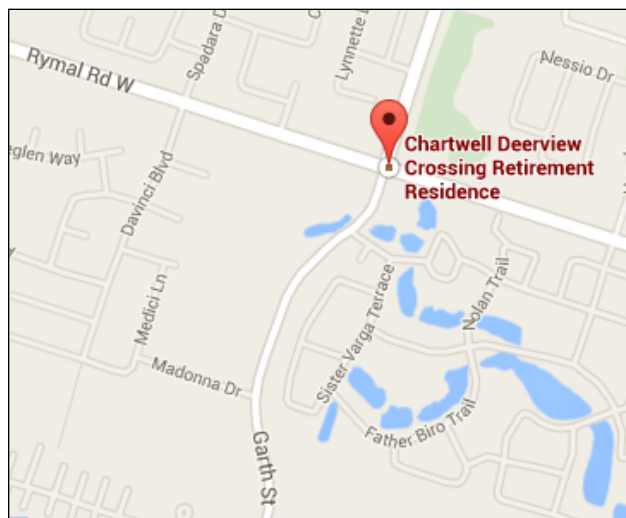 Rymal Rd W
Lynnette
Alessio Dr
Chartwell Deerview
Crossing Retirement
Residence
eglen Way
Davinci Blvd
Medici Ln
Madonna Dr
Garth St
Sister Varga Terrace
Nolan Trail
Father Biro Trail
Spadara D